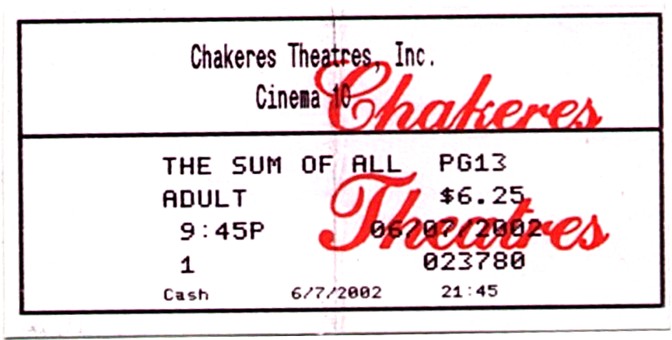 Chakeres Theatres, Inc.
Cinema 10
Chakeres
THE SUM OF ALL PG13
ADULT $6.25
Theatres
9:45P 06/07/2002
1 023780
Cash 6/7/2002 21:45